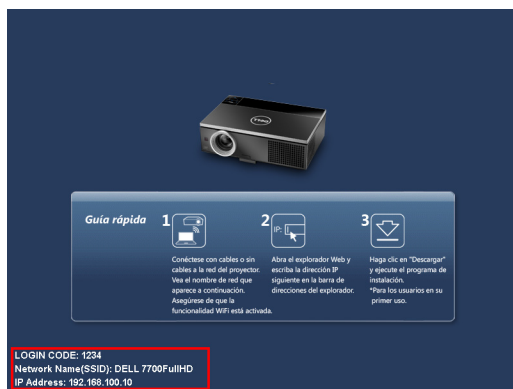 DELL
Guía rápida
1
2
3
IP:
Conéctese con cables o sin
cables a la red del proyector.
Vea el nombre de red que
aparece a continuación.
Asegúrese de que la
funcionalidad WiFi está activada.
Abra el explorador Web y
escriba la dirección IP
siguiente en la barra de
direcciones del explorador.
Haga clic en "Descargar"
y ejecute el programa de
instalación.
*Para los usuarios en su
primer uso.
LOGIN CODE: 1234
Network Name(SSID): DELL 7700FullHD
IP Address: 192.168.100.10